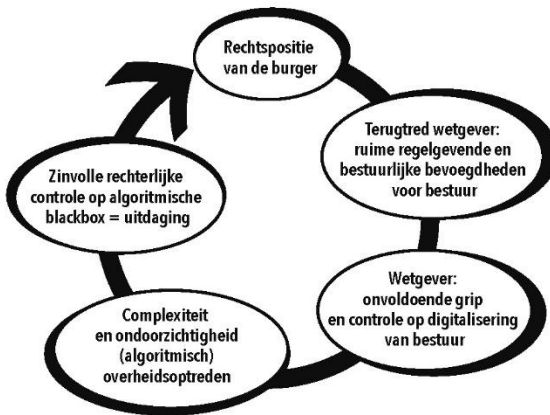 Rechtspositie
van de burger
Terugtred wetgever:
ruime regelgevende en
bestuurlijke bevoegdheden
voor bestuur
Wetgever:
onvoldoende grip
en controle op digitalisering
van bestuur
Complexiteit
en ondoorzichtigheid
(algoritmisch)
overheidsoptreden
Zinvolle rechterlijke
controle op algoritmische
blackbox = uitdaging